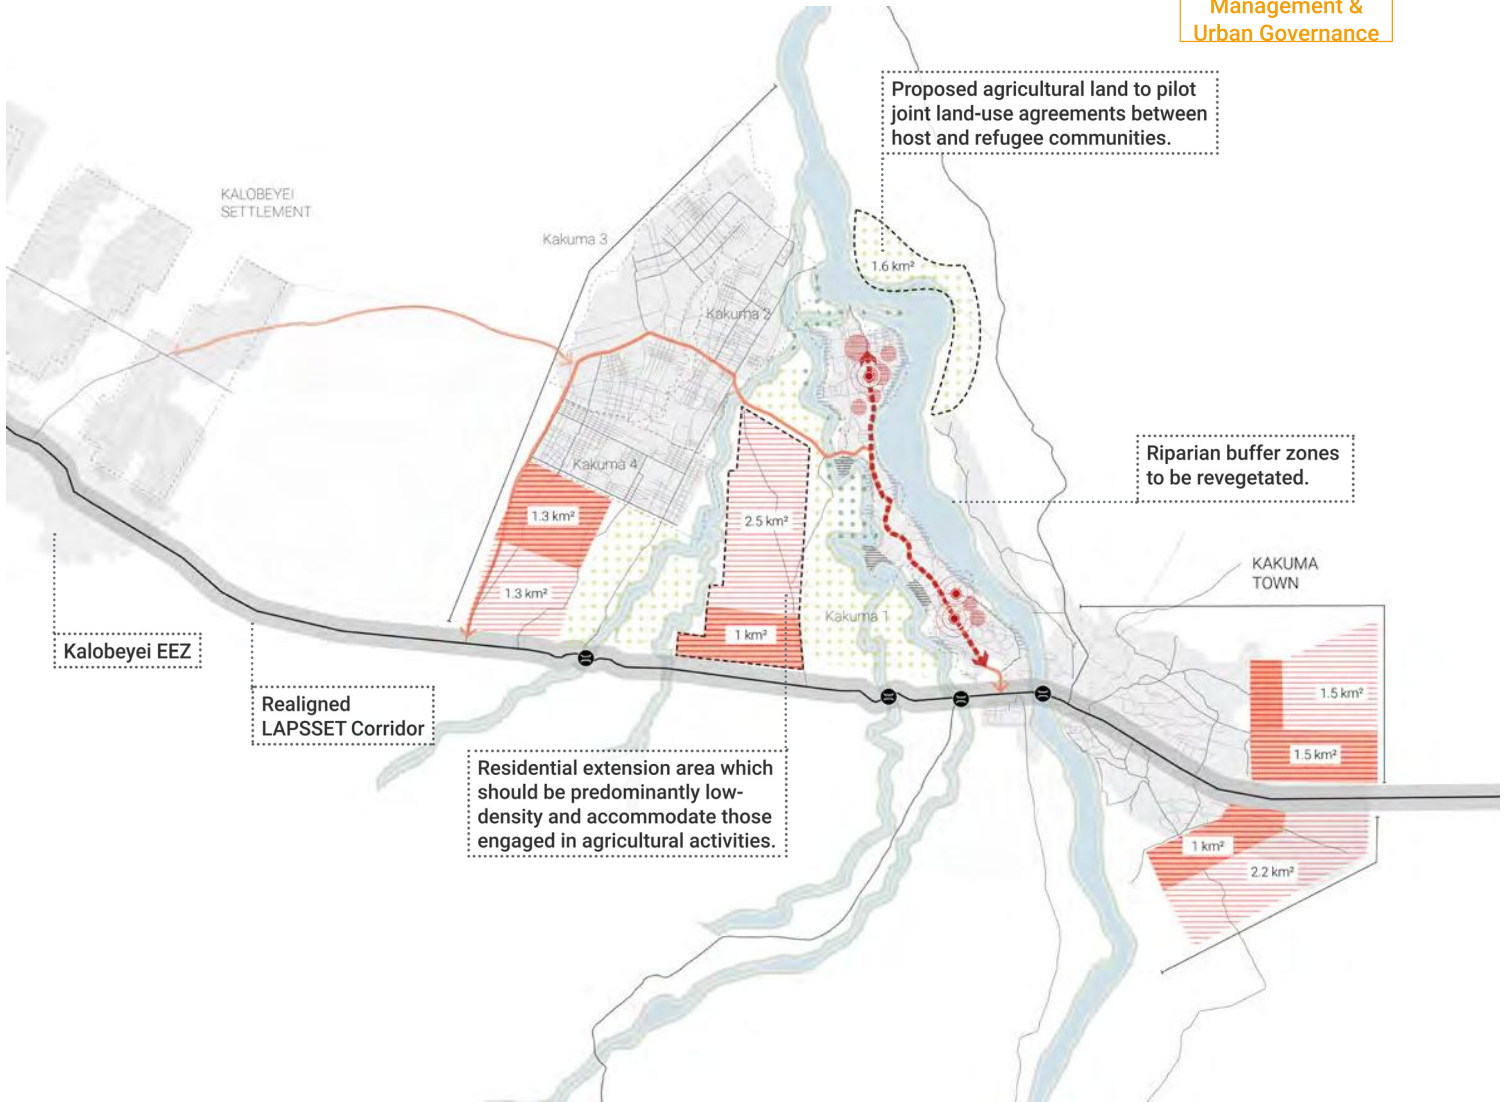 Management &
Urban Governance
Proposed agricultural land to pilot
joint land-use agreements between
host and refugee communities.
KALOBEYEI
SETTLEMENT
Kakuma 3
1.6 km²
Kakuma 2
Riparian buffer zones
to be revegetated.
Kakuma 4
1.3 km²
2.5 km²
KAKUMA
TOWN
1.3 km²
Kakuma 1
1 km²
Kalobeyei EEZ
Realigned
LAPSSET Corridor
1.5 km²
1.5 km²
Residential extension area which
should be predominantly low-
density and accommodate those
engaged in agricultural activities.
1 km²
2.2 km²